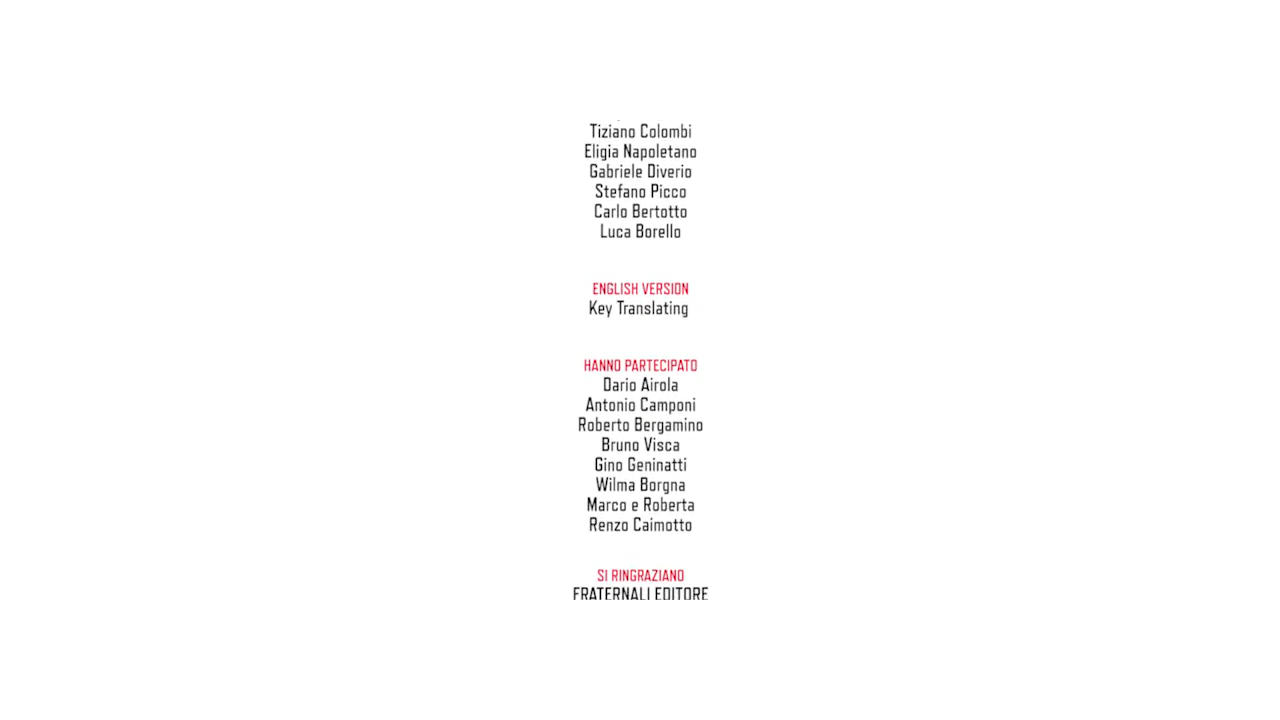 Tiziano Colombi
Eligia Napoletano
Gabriele Diverio
Stefano Picco
Carlo Bertotto
Luca Borello
ENGLISH VERSION
Key Translating
HANNO PARTECIPATO
Dario Airola
Antonio Camponi
Roberto Bergamino
Bruno Visca
Gino Geninatti
Wilma Borgna
Marco e Roberta
Renzo Caimotto
SI RINGRAZIANO
FRATERNALI EDITORE